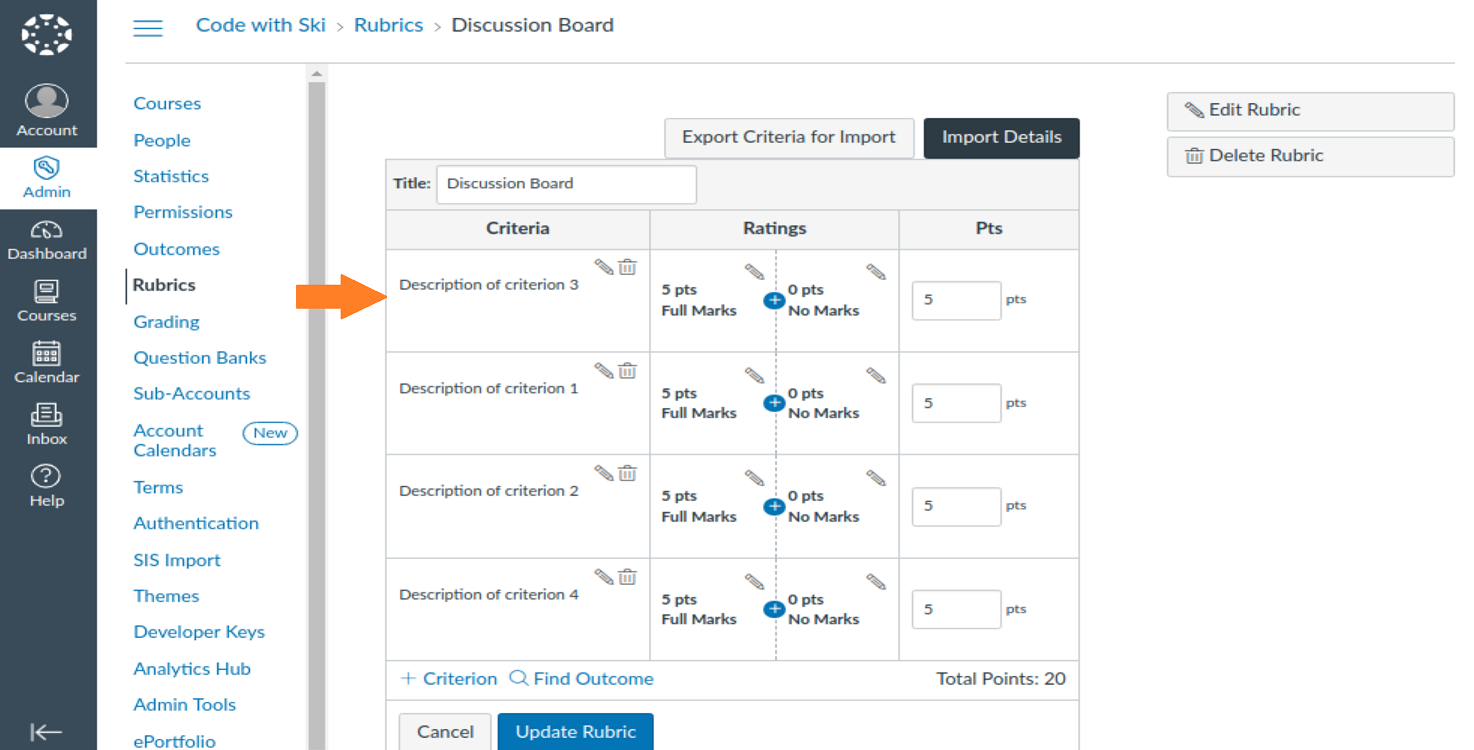 Code with Ski > Rubrics > Discussion Board
Account
Admin
Dashboard
Courses
Calendar
Inbox
Help
Courses
People
Statistics
Permissions
Outcomes
Rubrics
Grading
Question Banks
Sub-Accounts
Account
Calendars
New
Terms
Authentication
SIS Import
Themes
Developer Keys
Analytics Hub
Admin Tools
ePortfolio
Export Criteria for Import
Import Details
Title: Discussion Board
Criteria Ratings Pts
Description of criterion 3
5 pts
Full Marks
0 pts
No Marks
5 pts
Description of criterion 1
5 pts
Full Marks
0 pts
No Marks
5 pts
Description of criterion 2
5 pts
Full Marks
0 pts
No Marks
5 pts
Description of criterion 4
5 pts
Full Marks
0 pts
No Marks
5 pts
+ Criterion Find Outcome Total Points: 20
Cancel Update Rubric
Edit Rubric
Delete Rubric